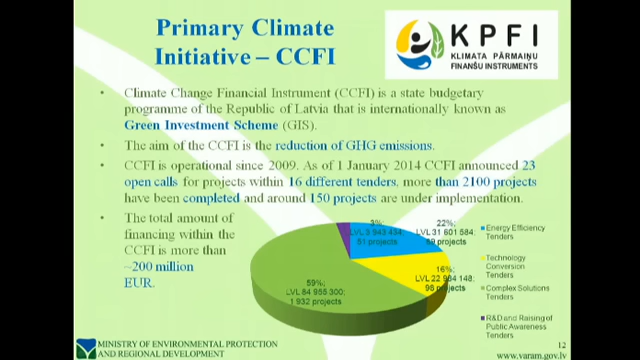 Primary Climate
Initiative – CCFI
KPFI
KLIMATA PĀRMAIŅU
FINANŠU INSTRUMENTS
• Climate Change Financial Instrument (CCFI) is a state budgetary
programme of the Republic of Latvia that is internationally known as
Green Investment Scheme (GIS).
• The aim of the CCFI is the reduction of GHG emissions.
• CCFI is operational since 2009. As of 1 January 2014 CCFI announced 23
open calls for projects within 16 different tenders, more than 2100 projects
have been completed and around 150 projects are under implementation.
• The total amount of
financing within the
CCFI is more than
~200 million
EUR.
3%;
LVL 3 943 434;
51 projects
22%
LVL 31 601 584;
projects
16%;
LVL 22 984 148;
projects
59%;
LVL 84 955 300;
1 932 projects
Energy Efficiency
Tenders
Technology
Conversion
Tenders
Complex Solutions
Tenders
R&D and Raising of
Public Awareness
Tenders
MINISTRY OF ENVIRONMENTAL PROTECTION
AND REGIONAL DEVELOPMENT
12
www.varam.gov.lv